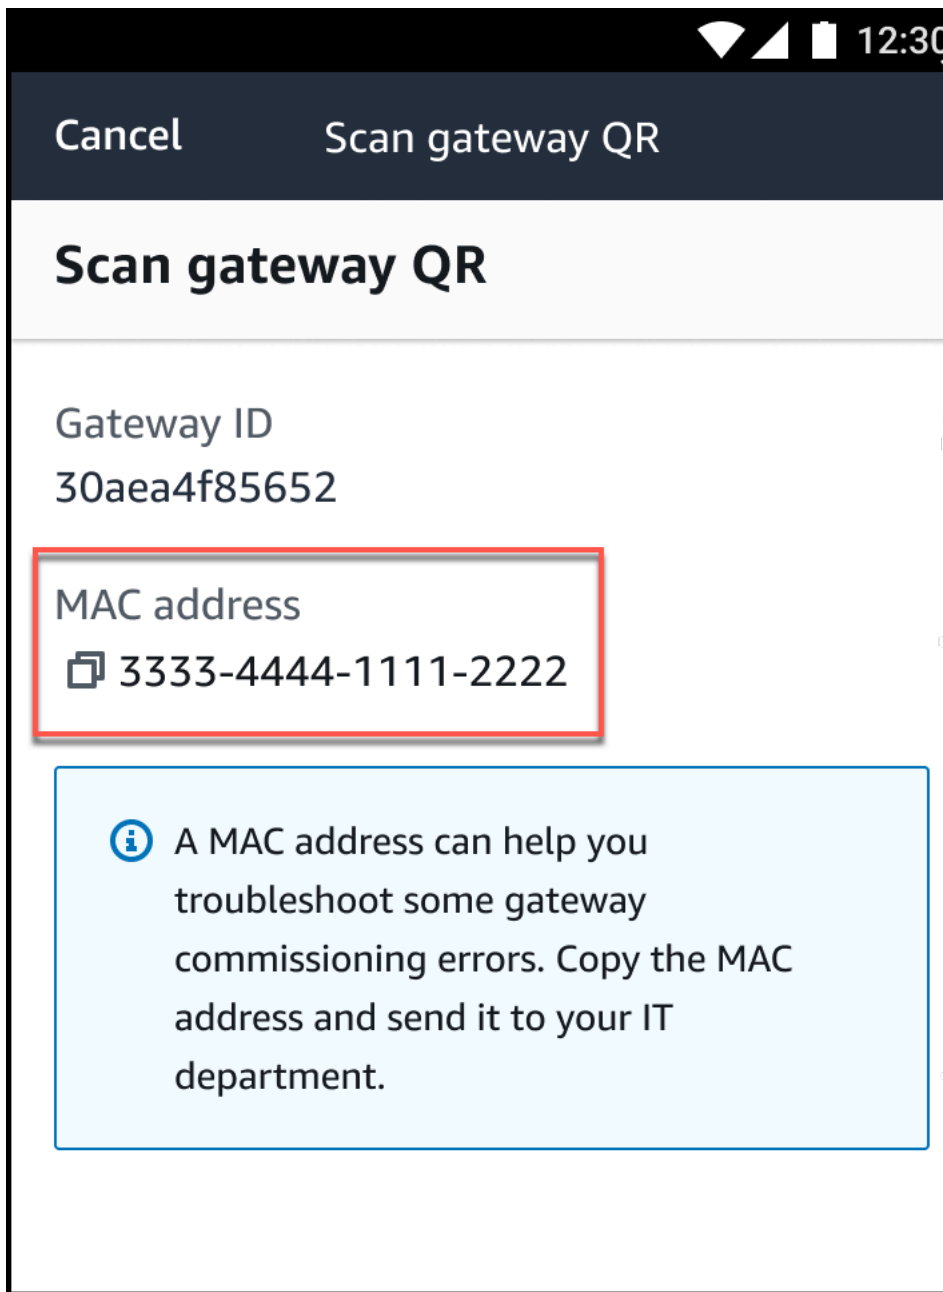 12:30
Cancel Scan gateway QR
Scan gateway QR
Gateway ID
30aea4f85652
MAC address
3333-4444-1111-2222
A MAC address can help you
troubleshoot some gateway
commissioning errors. Copy the MAC
address and send it to your IT
department.